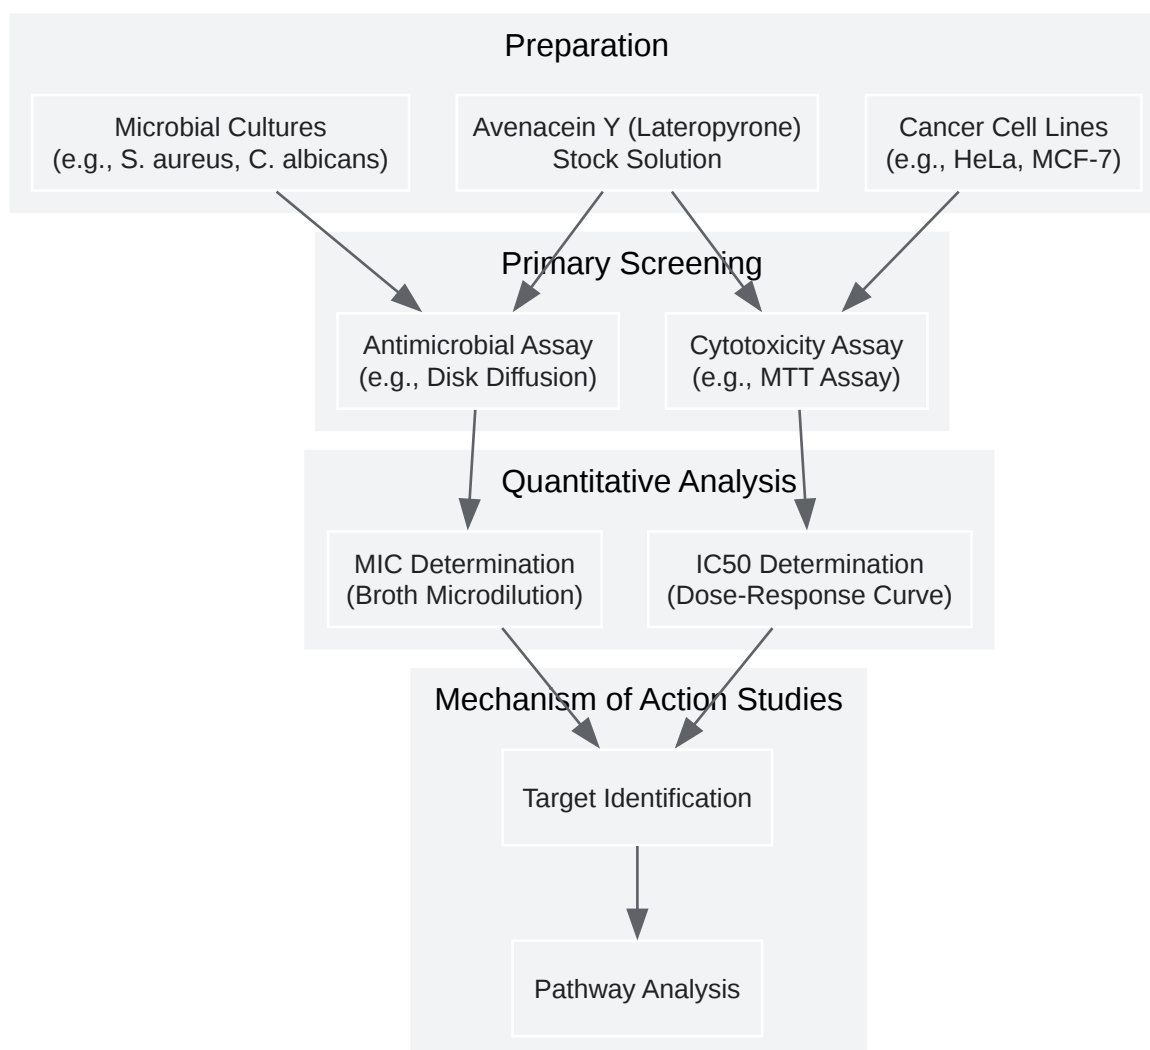 Preparation
Microbial Cultures
(e.g., S. aureus, C. albicans)
Avenacein Y (Lateropyrone)
Stock Solution
Cancer Cell Lines
(e.g., HeLa, MCF-7)
Primary Screening
Antimicrobial Assay
(e.g., Disk Diffusion)
Cytotoxicity Assay
(e.g., MTT Assay)
Quantitative Analysis
MIC Determination
(Broth Microdilution)
IC50 Determination
(Dose-Response Curve)
Mechanism of Action Studies
Target Identification
Pathway Analysis